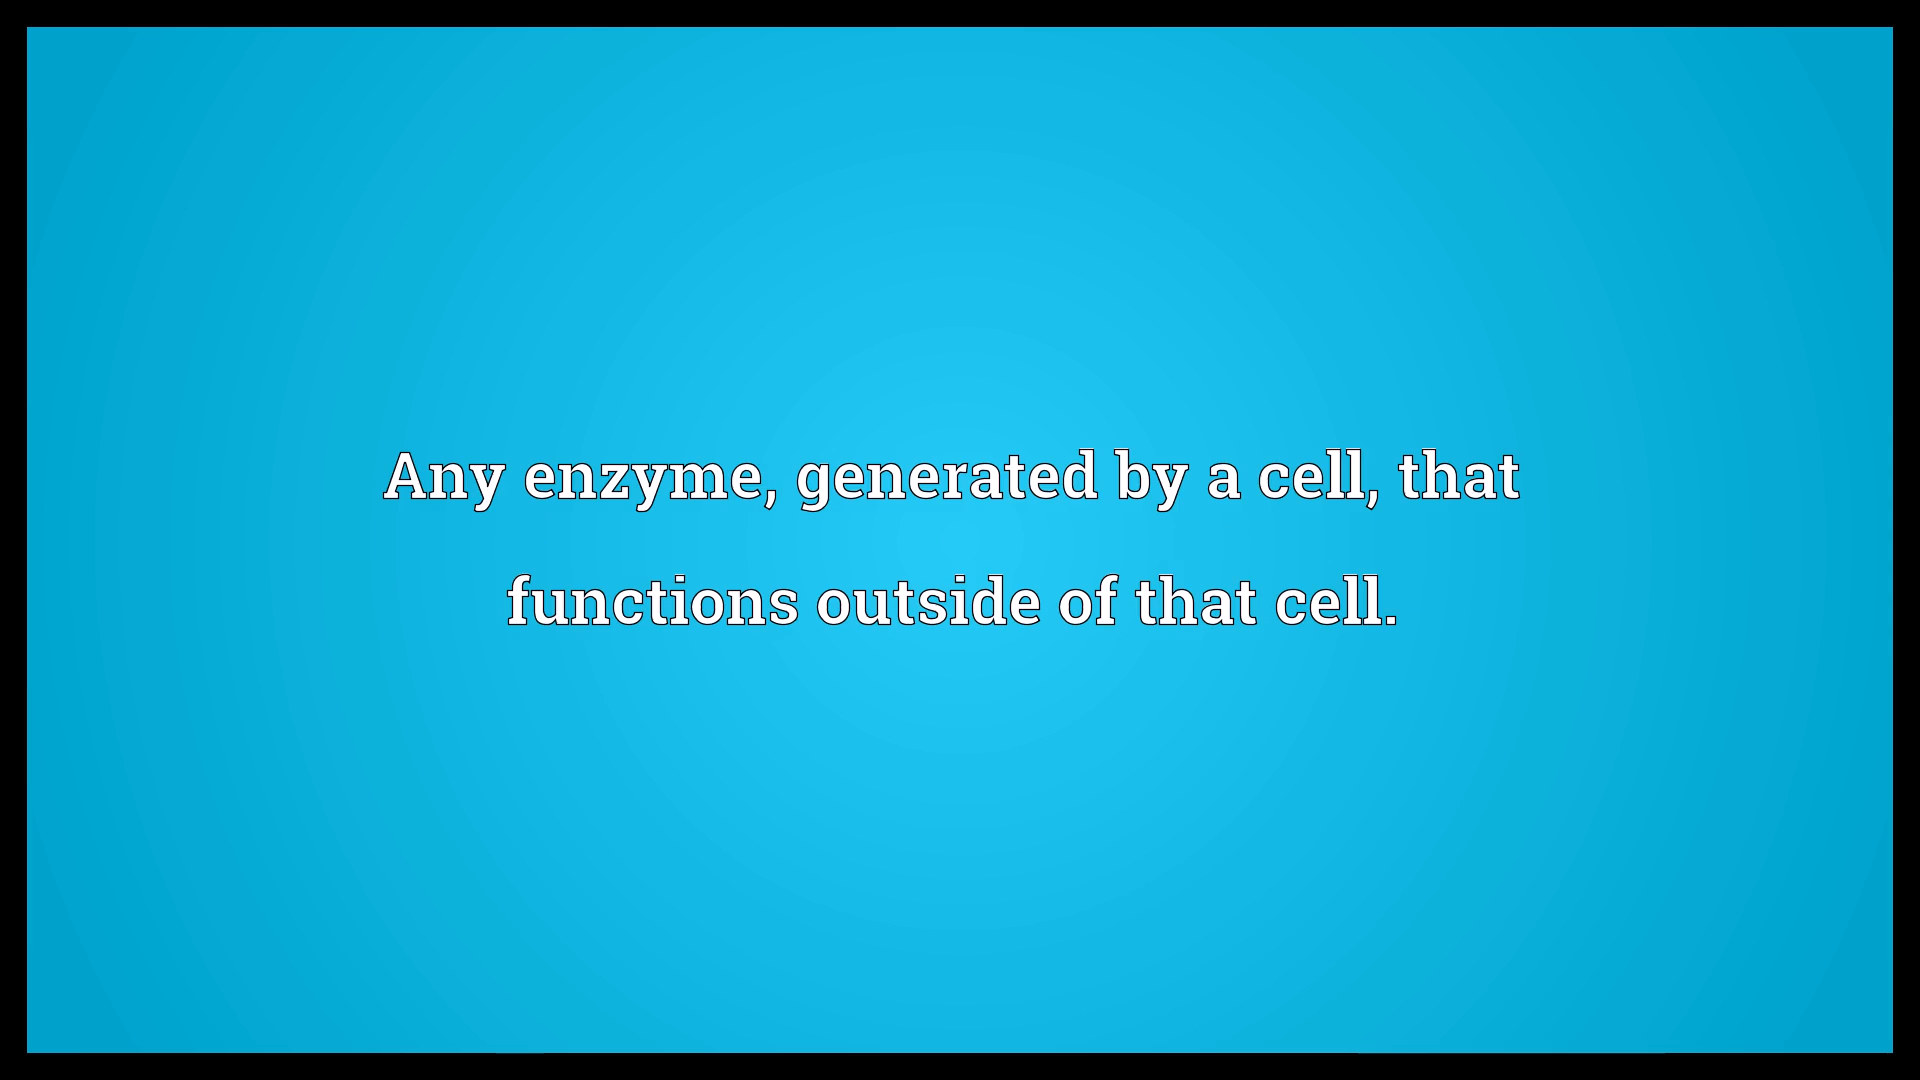 Any enzyme, generated by a cell, that
functions outside of that cell.